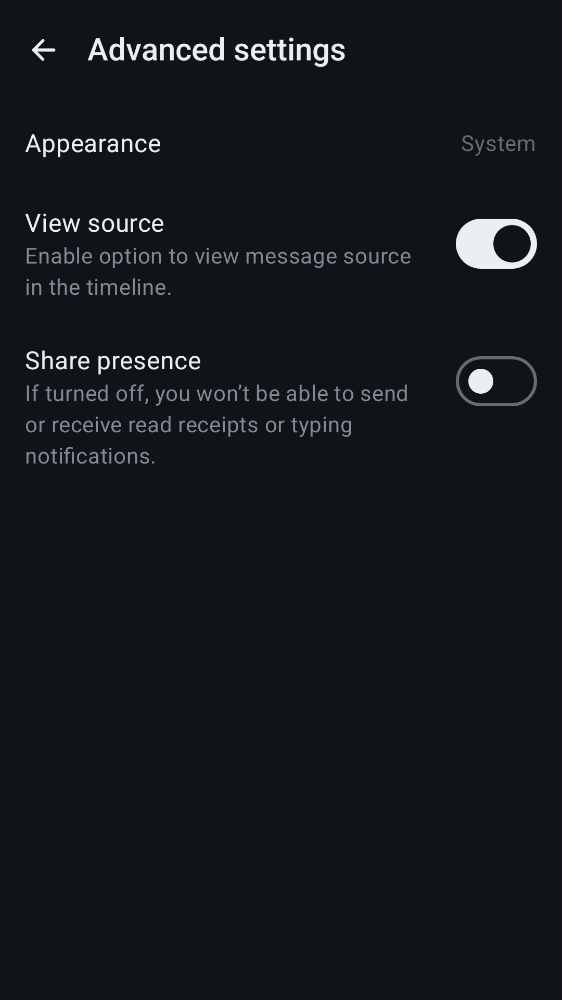 Advanced settings
Appearance
System
View source
Enable option to view message source
in the timeline.
Share presence
If turned off, you won’t be able to send
or receive read receipts or typing
notifications.